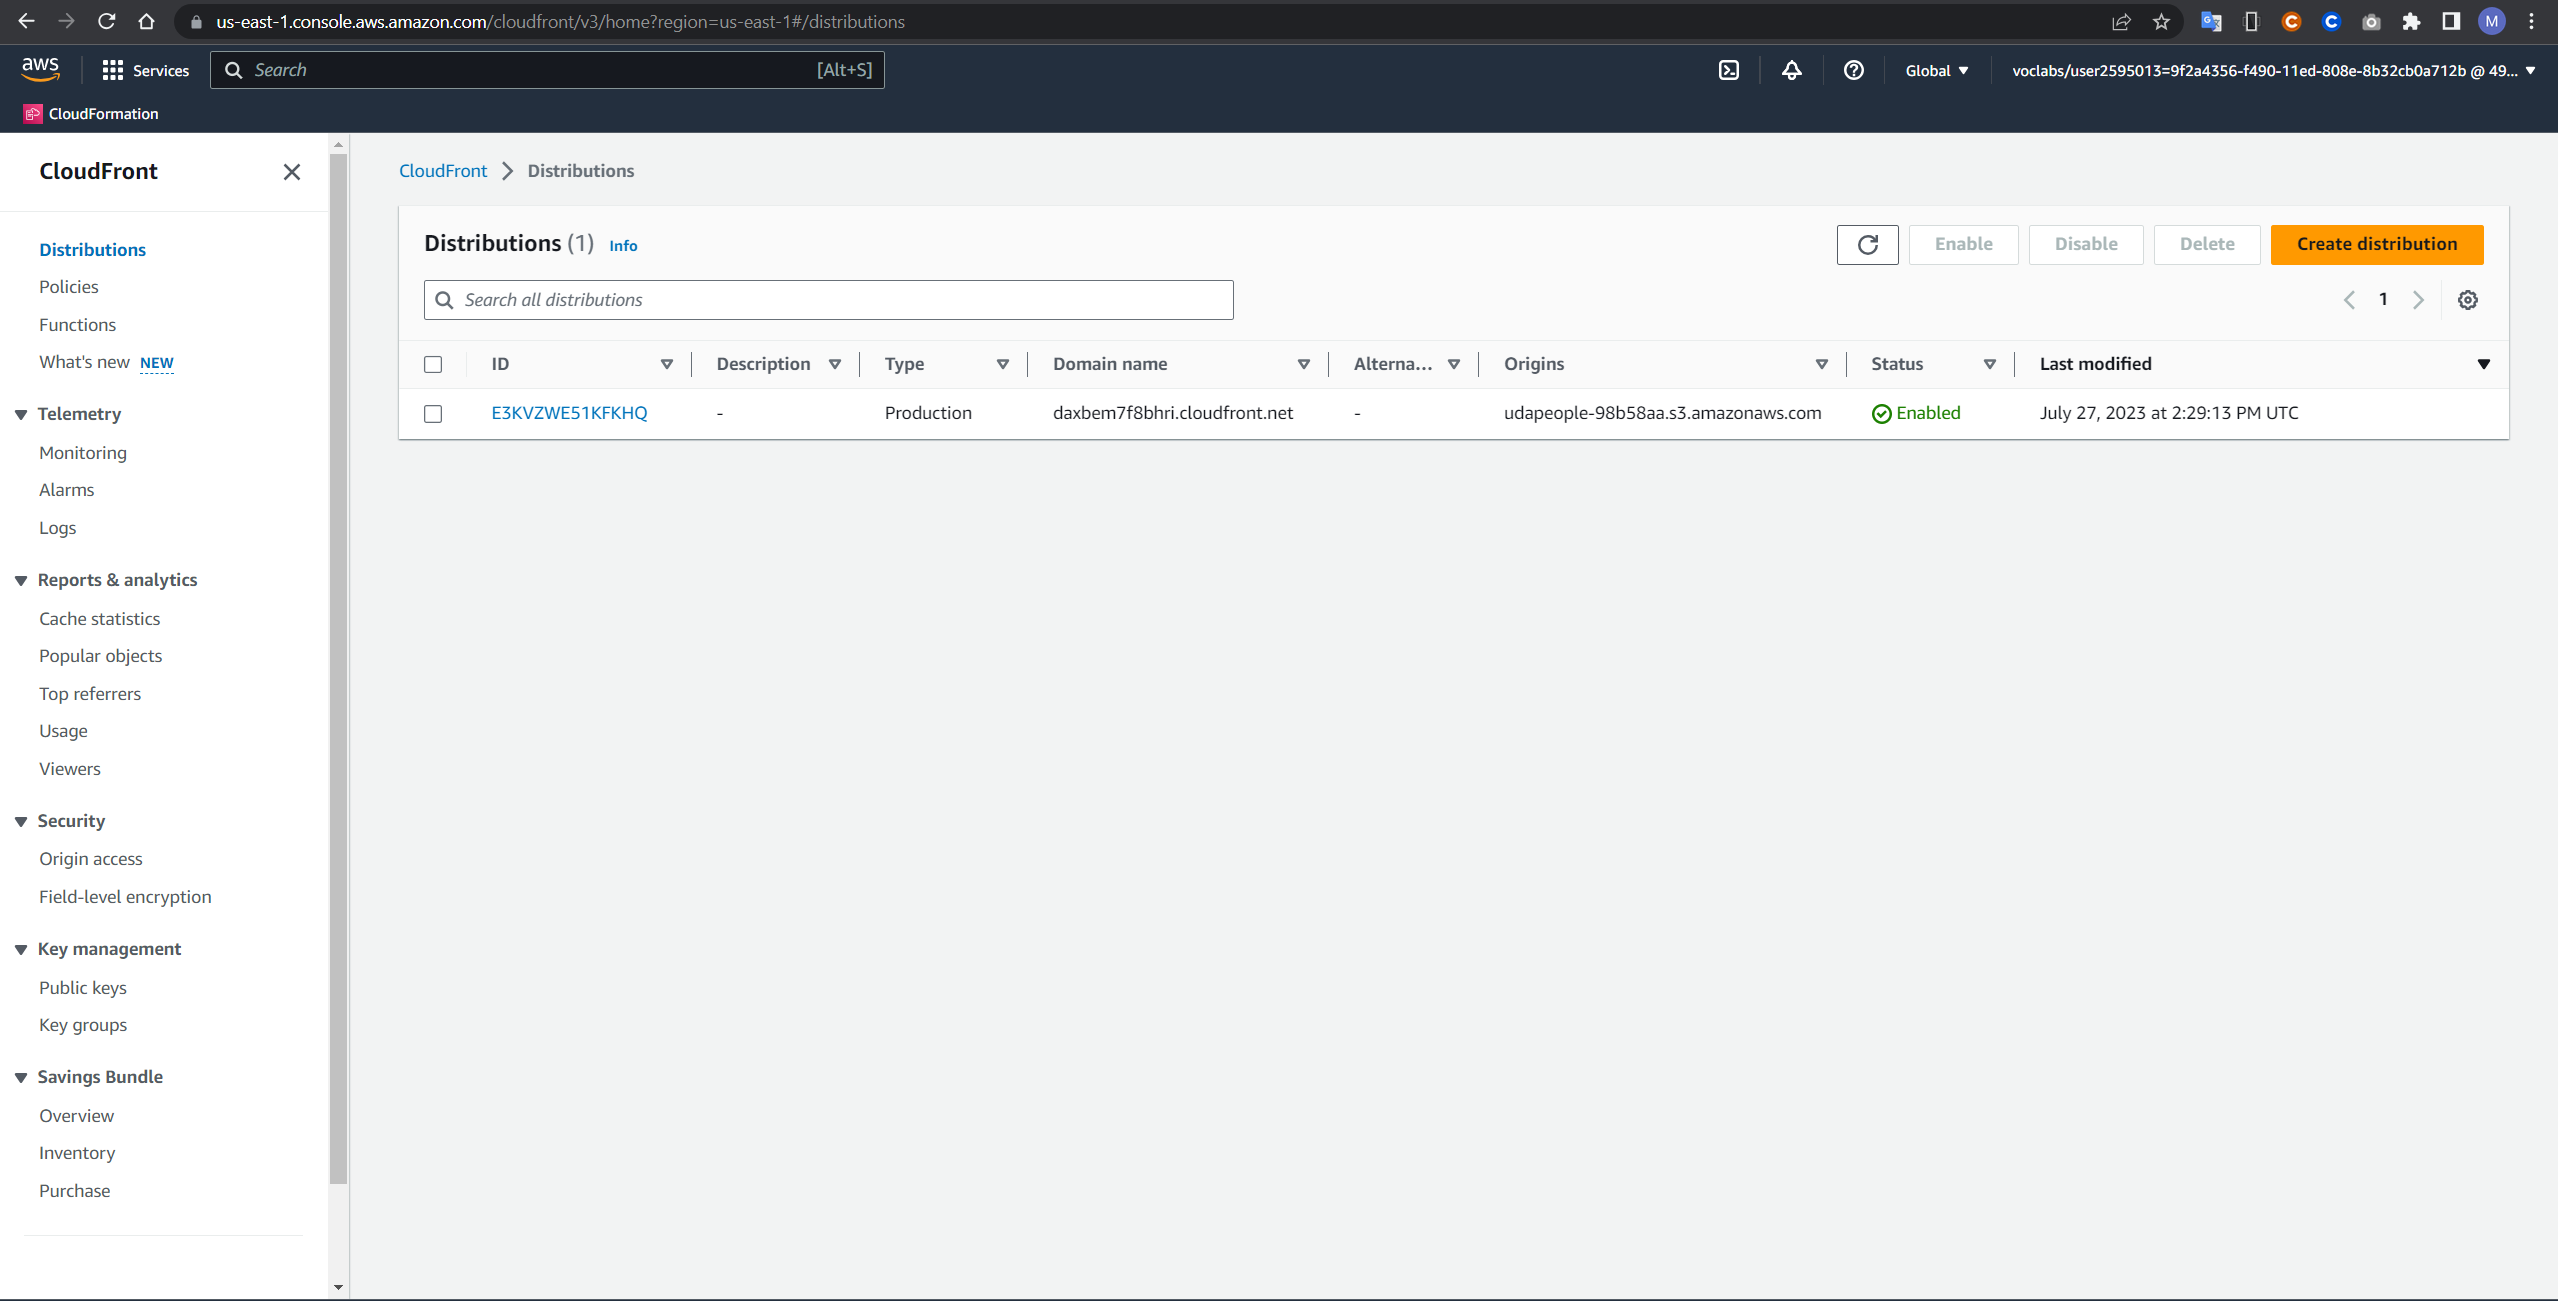 us-east-1.console.aws.amazon.com/cloudfront/v3/home?region=us-east-1#/distributions
M
aws
Services
Search
[Alt+S]
Global
voclabs/user2595013=9f2a4356-f490-11ed-808e-8b32cb0a712b @ 49...
CloudFormation
CloudFront
Distributions
Policies
Functions
What's new NEW
Telemetry
Monitoring
Alarms
Logs
Reports & analytics
Cache statistics
Popular objects
Top referrers
Usage
Viewers
Security
Origin access
Field-level encryption
Key management
Public keys
Key groups
Savings Bundle
Overview
Inventory
Purchase
CloudFront > Distributions
Distributions (1) Info
Enable
Disable
Delete
Create distribution
Search all distributions
1
ID Description Type Domain name Alterna... Origins Status Last modified
E3KVZWE51KFKHQ - Production daxbem7f8bhri.cloudfront.net - udapeople-98b58aa.s3.amazonaws.com Enabled July 27, 2023 at 2:29:13 PM UTC